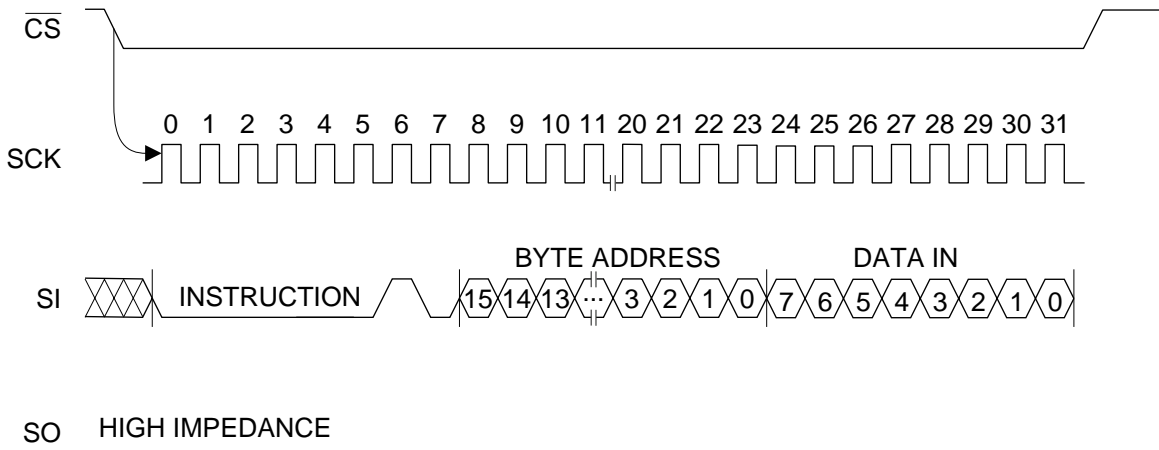 CS
0 1 2 3 4 5 6 7 8 9 10 11 20 21 22 23 24 25 26 27 28 29 30 31
SCK
BYTE ADDRESS DATA IN
SI INSTRUCTION 15 14 13 ... 3 2 1 0 7 6 5 4 3 2 1 0
SO HIGH IMPEDANCE